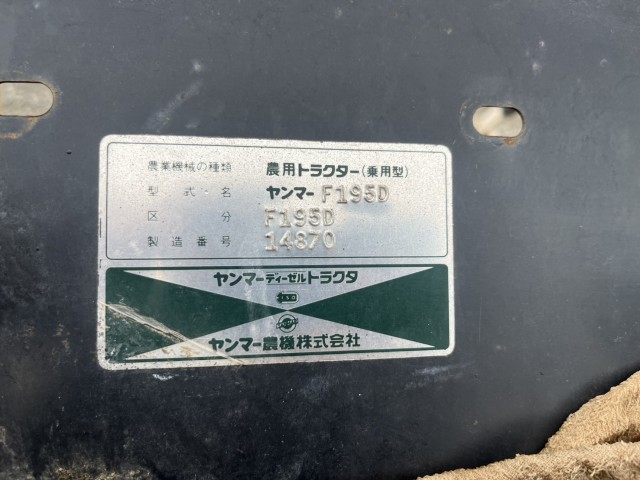 農業機械の種類 農用トラクター(乗用型)
型式名 ヤンマー F195D
区分 F195D
製造番号 14870
ヤンマーディーゼルトラクタ
ヤンマー農機株式会社